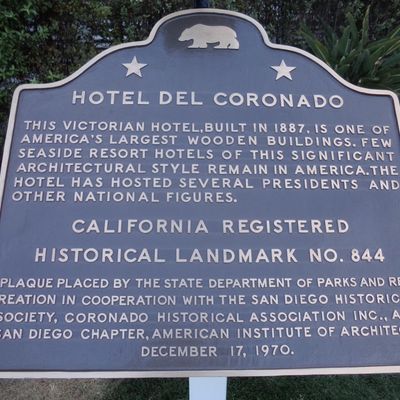 HOTEL DEL CORONADO
THIS VICTORIAN HOTEL, BUILT IN 1887, IS ONE OF
AMERICA'S LARGEST WOODEN BUILDINGS. FEW
SEASIDE RESORT HOTELS OF THIS SIGNIFICANT
ARCHITECTURAL STYLE REMAIN IN AMERICA. THE
HOTEL HAS HOSTED SEVERAL PRESIDENTS AND
OTHER NATIONAL FIGURES.
CALIFORNIA REGISTERED
HISTORICAL LANDMARK NO. 844
PLAQUE PLACED BY THE STATE DEPARTMENT OF PARKS AND RE
CREATION IN COOPERATION WITH THE SAN DIEGO HISTORIC
SOCIETY, CORONADO HISTORICAL ASSOCIATION INC., A
SAN DIEGO CHAPTER, AMERICAN INSTITUTE OF ARCHITEC
DECEMBER 17, 1970.